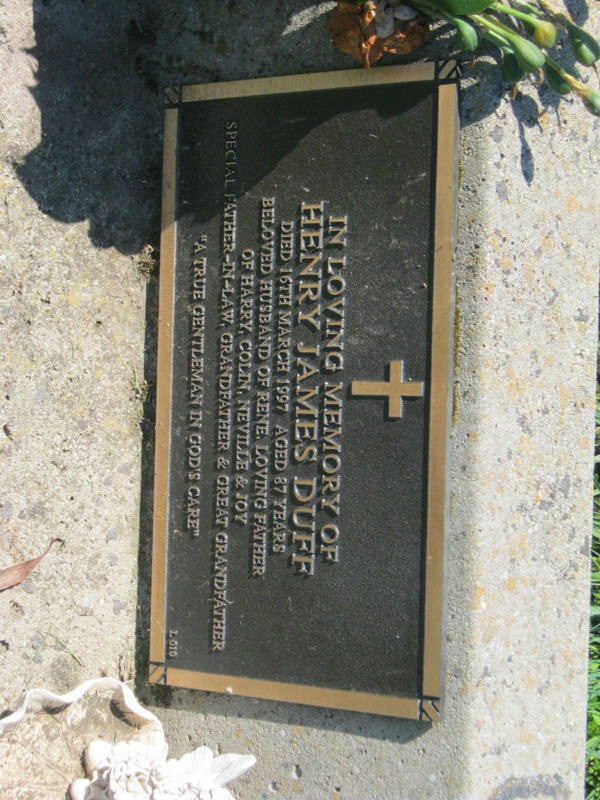 IN LOVING MEMORY OF
HENRY JAMES DUFF
DIED 16TH MARCH 1997 AGED 87 YEARS
BELOVED HUSBAND OF RENE, LOVING FATHER
OF HARRY, COLIN, NEVILLE & JOY
SPECIAL FATHER-IN-LAW, GRANDFATHER & GREAT GRANDFATHER
"A TRUE GENTLEMAN IN GOD'S CARE"
L 010